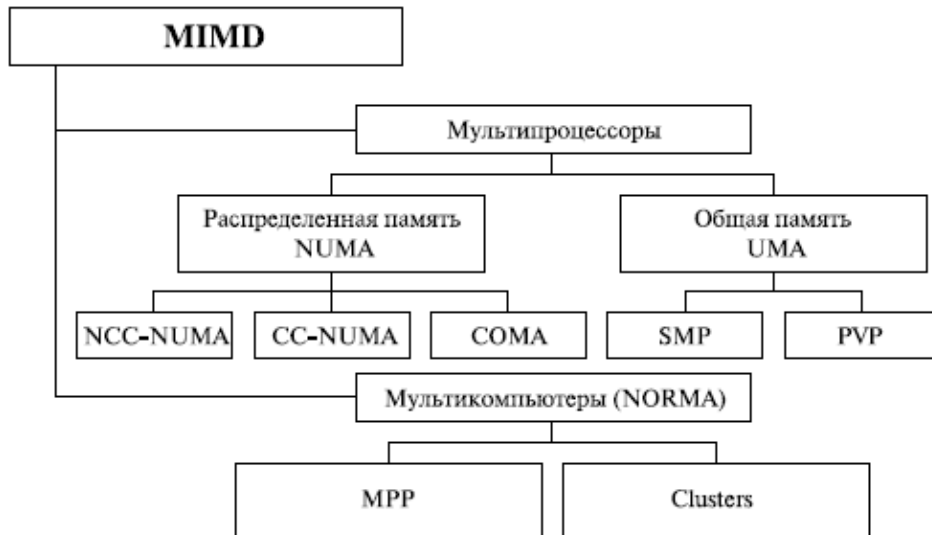 MIMD
Мультипроцессоры
Распределенная память
NUMA
Общая память
UMA
NCC-NUMA
CC-NUMA
COMA
SMP
PVP
Мультикомпьютеры (NORMA)
MPP
Clusters